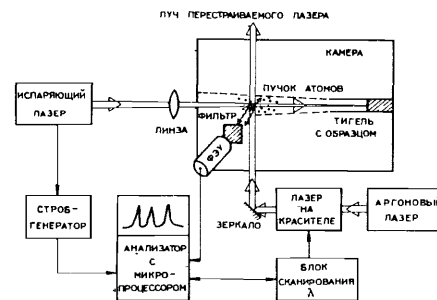 ПУЧ ПЕРЕСТРАИВАЕМОГО ЛАЗЕРА
КАМЕРА
ИСПАРЯЮЩИЙ
ЛАЗЕР
ЛИНЗА
ФИЛЬТР
ПУЧОК АТОМОВ
ТИГЕЛЬ
С ОБРАЗЦОМ
ФЭУ
СТРОБ-
ГЕНЕРАТОР
АНАЛИЗАТОР
С
МИКРО-
ПРОЦЕССОРОМ
ЗЕРКАЛО
ЛАЗЕР
НА
КРАСИТЕЛЕ
АРГОНОВЫЙ
ЛАЗЕР
БЛОК
СКАНИРОВАНИЯ
λ